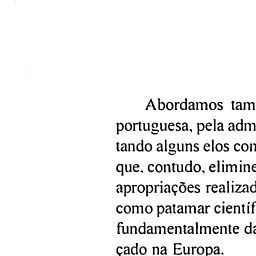 Abordamos tam
portuguesa, pela adm
tando alguns elos con
que, contudo, elimine
apropriações realizad
como patamar científ
fundamentalmente da
çado na Europa.